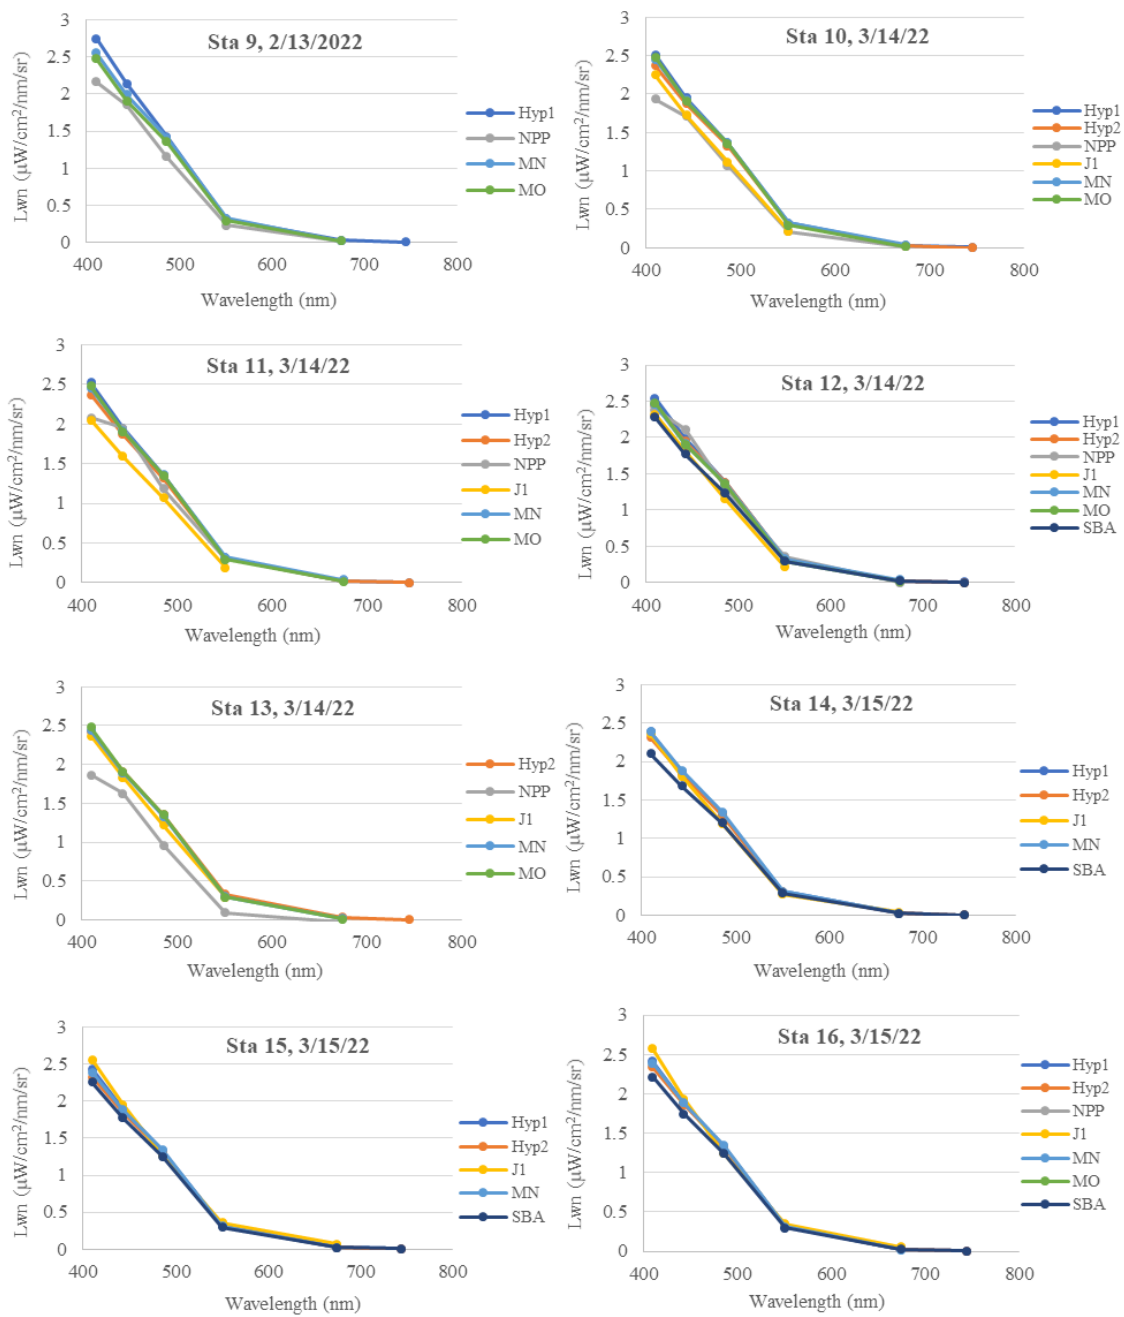 Sta 9, 2/13/2022
Lwn (µW/cm²/nm/sr)
3
2.5
2
1.5
1
0.5
0
400 500 600 700 800
Wavelength (nm)
Hyp1
NPP
MN
MO
Sta 10, 3/14/22
Lwn (µW/cm²/nm/sr)
3
2.5
2
1.5
1
0.5
0
400 500 600 700 800
Wavelength (nm)
Hyp1
Hyp2
NPP
J1
MN
MO
Sta 11, 3/14/22
Lwn (µW/cm²/nm/sr)
3
2.5
2
1.5
1
0.5
0
400 500 600 700 800
Wavelength (nm)
Hyp1
Hyp2
NPP
J1
MN
MO
Sta 12, 3/14/22
Lwn (µW/cm²/nm/sr)
3
2.5
2
1.5
1
0.5
0
400 500 600 700 800
Wavelength (nm)
Hyp1
Hyp2
NPP
J1
MN
MO
SBA
Sta 13, 3/14/22
Lwn (µW/cm²/nm/sr)
3
2.5
2
1.5
1
0.5
0
400 500 600 700 800
Wavelength (nm)
Hyp2
NPP
J1
MN
MO
Sta 14, 3/15/22
Lwn (µW/cm²/nm/sr)
3
2.5
2
1.5
1
0.5
0
400 500 600 700 800
Wavelength (nm)
Hyp1
Hyp2
J1
MN
SBA
Sta 15, 3/15/22
Lwn (µW/cm²/nm/sr)
3
2.5
2
1.5
1
0.5
0
400 500 600 700 800
Wavelength (nm)
Hyp1
Hyp2
J1
MN
SBA
Sta 16, 3/15/22
Lwn (µW/cm²/nm/sr)
3
2.5
2
1.5
1
0.5
0
400 500 600 700 800
Wavelength (nm)
Hyp1
Hyp2
NPP
J1
MN
MO
SBA